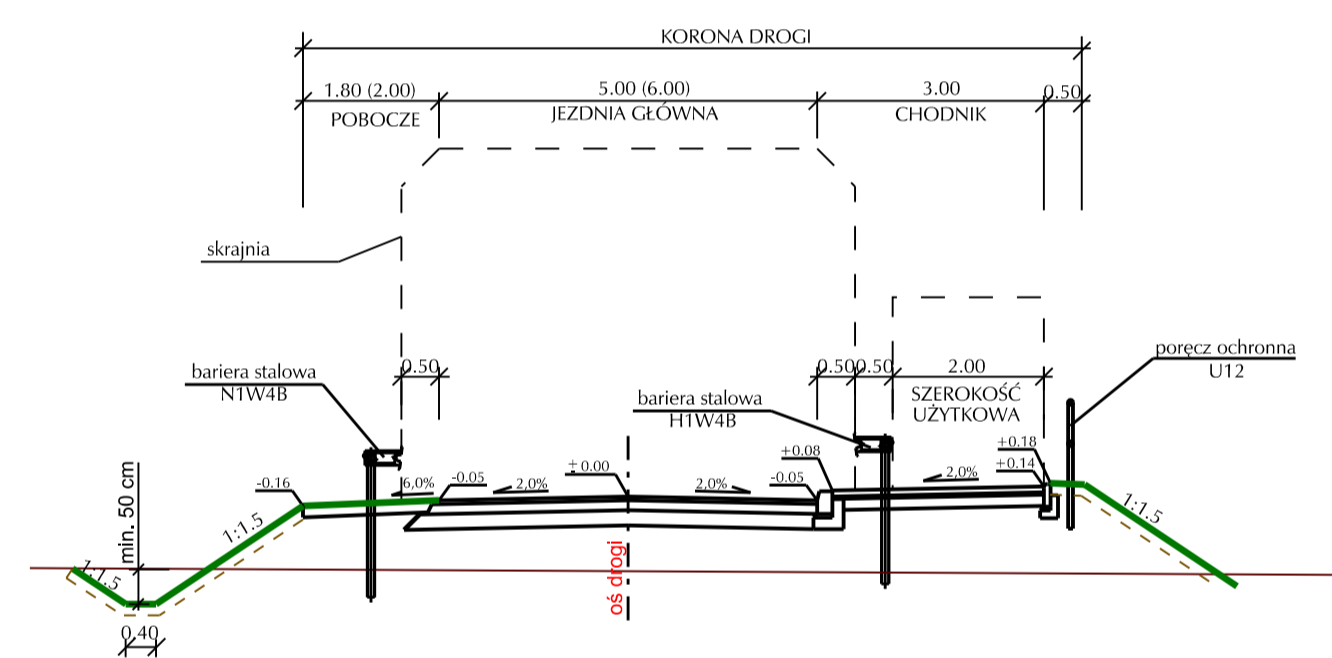 KORONA DROGI
1.80 (2.00)
5.00 (6.00)
3.00
0.50
POBOCZE
JEZDNIA GŁÓWNA
CHODNIK
skrajnia
bariera stalowa
N1W4B
0.50
bariera stalowa
H1W4B
0.50
0.50
2.00
SZEROKOŚĆ
UŻYTKOWA
poręcz ochronna
U12
-0.16
6,0%
-0.05
2,0%
±0.00
2,0%
-0.05
+0.08
2,0%
+0.18
+0.14
min. 50 cm
1:1.5
1:1.5
1:1.5
oś drogi
0.40